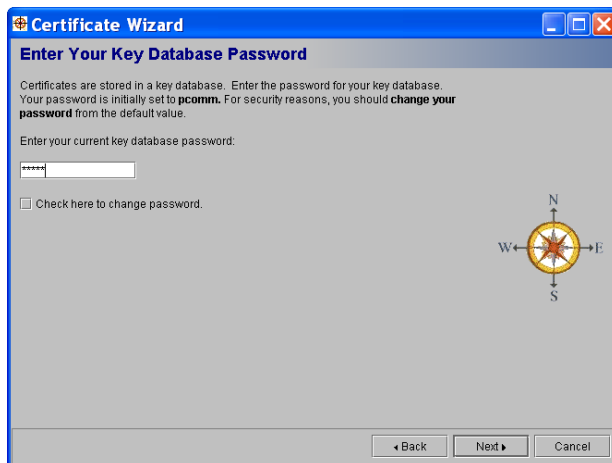 Certificate Wizard
Enter Your Key Database Password
Certificates are stored in a key database. Enter the password for your key database.
Your password is initially set to pcomm. For security reasons, you should change your
password from the default value.
Enter your current key database password:
*****
Check here to change password.
N
W E
S
Back Next Cancel